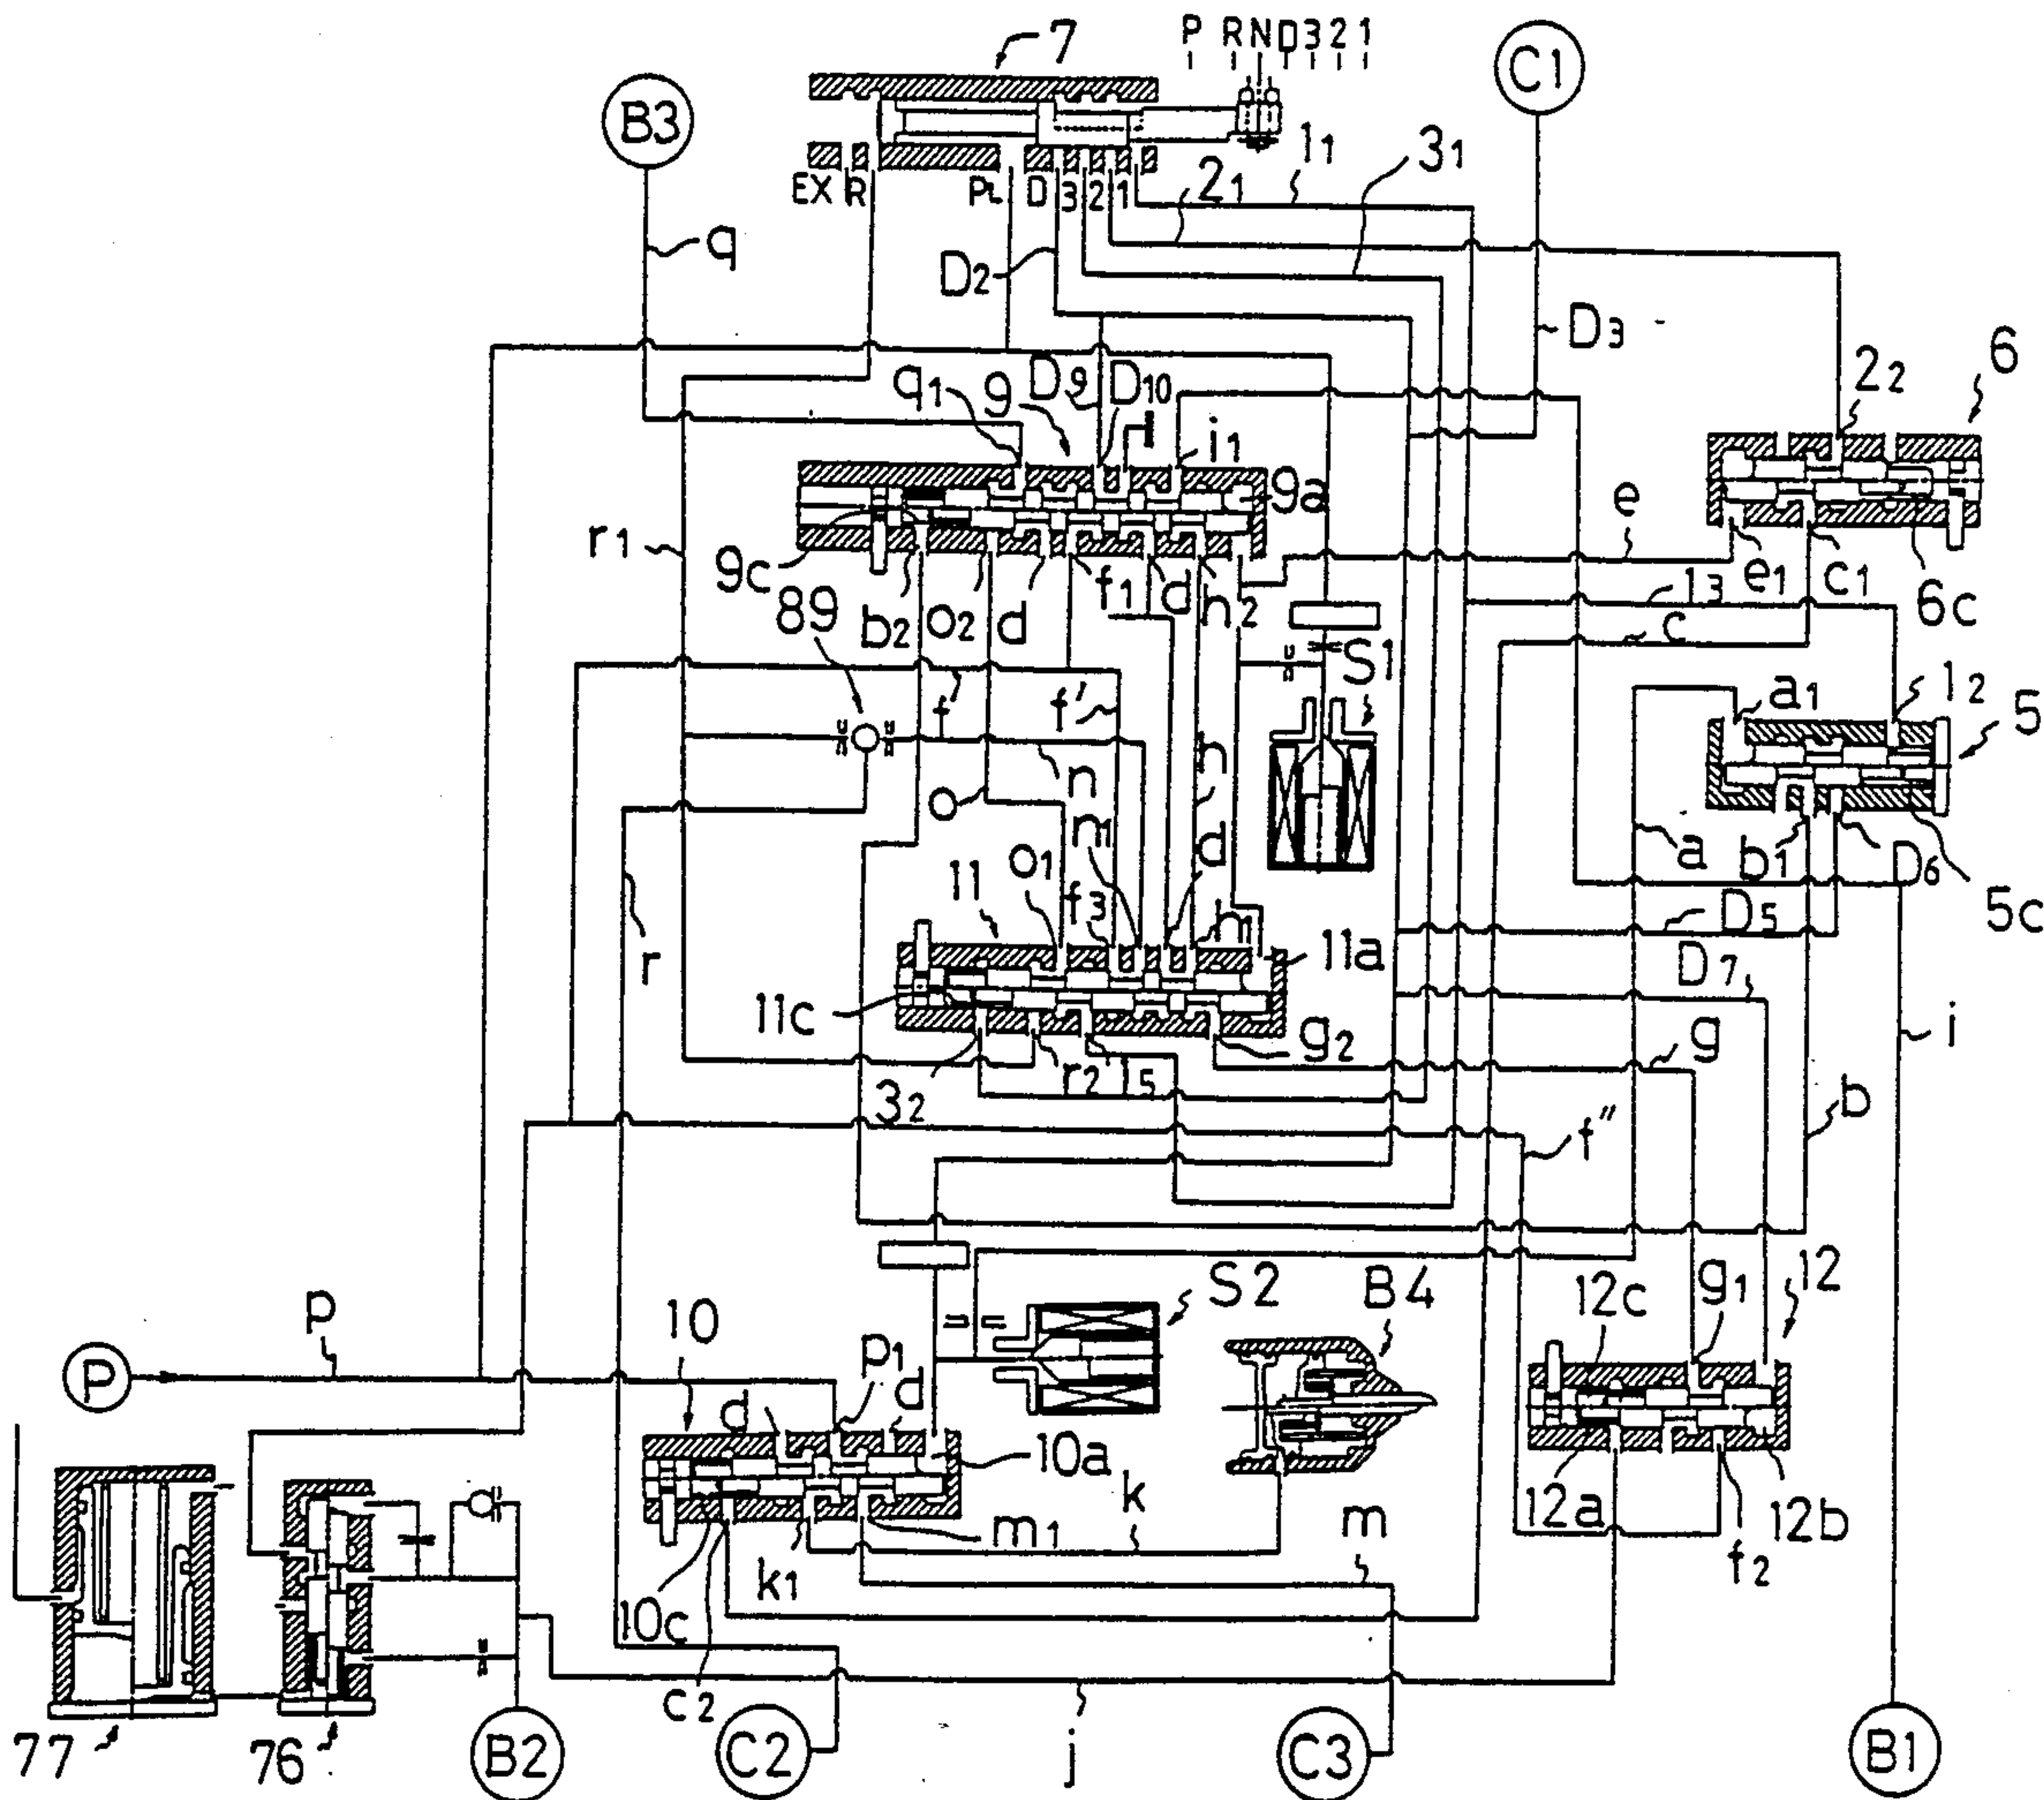 7
P R N D 3 2 1
C1
B3
EX R PL D 3 2 1
1₁
2₁
3₁
q
D₂
D₃
6
2₂
q₁
9
D₉
D₁₀
i₁
9a
e
r₁
9c
b₂
o₂
d
f₁
d
h₂
e₁
c₁
6c
1₃
c
89
S1
f
f'
a₁
1₂
5
n
h
o
n₁
d
a
b₁
D₆
5c
11
o₁
f₃
h₁
11a
D₅
D₇
r
11c
g₂
g
i
3₂
r₂
1₅
b
f"
p
10
p₁
S2
B4
12c
g₁
12
P
d
d
10a
k
m₁
m
12a
12b
f₂
k₁
10c
c₂
77
76
B2
C2
j
C3
B1